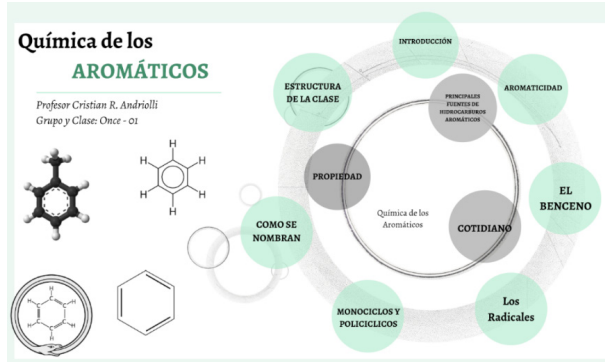 Química de los
AROMÁTICOS
Profesor Cristian R. Andriolli
Grupo y Clase: Once - 01
H
H
H
H
H
H
H
H
H
H
H
H
INTRODUCCIÓN
ESTRUCTURA
DE LA CLASE
AROMATICIDAD
PRINCIPALES
FUENTES DE
HIDROCARBUROS
AROMÁTICOS
PROPIEDAD
EL
BENCENO
Química de los
Aromáticos
COTIDIANO
COMO SE
NOMBRAN
MONOCICLOS Y
POLICICLICOS
Los
Radicales